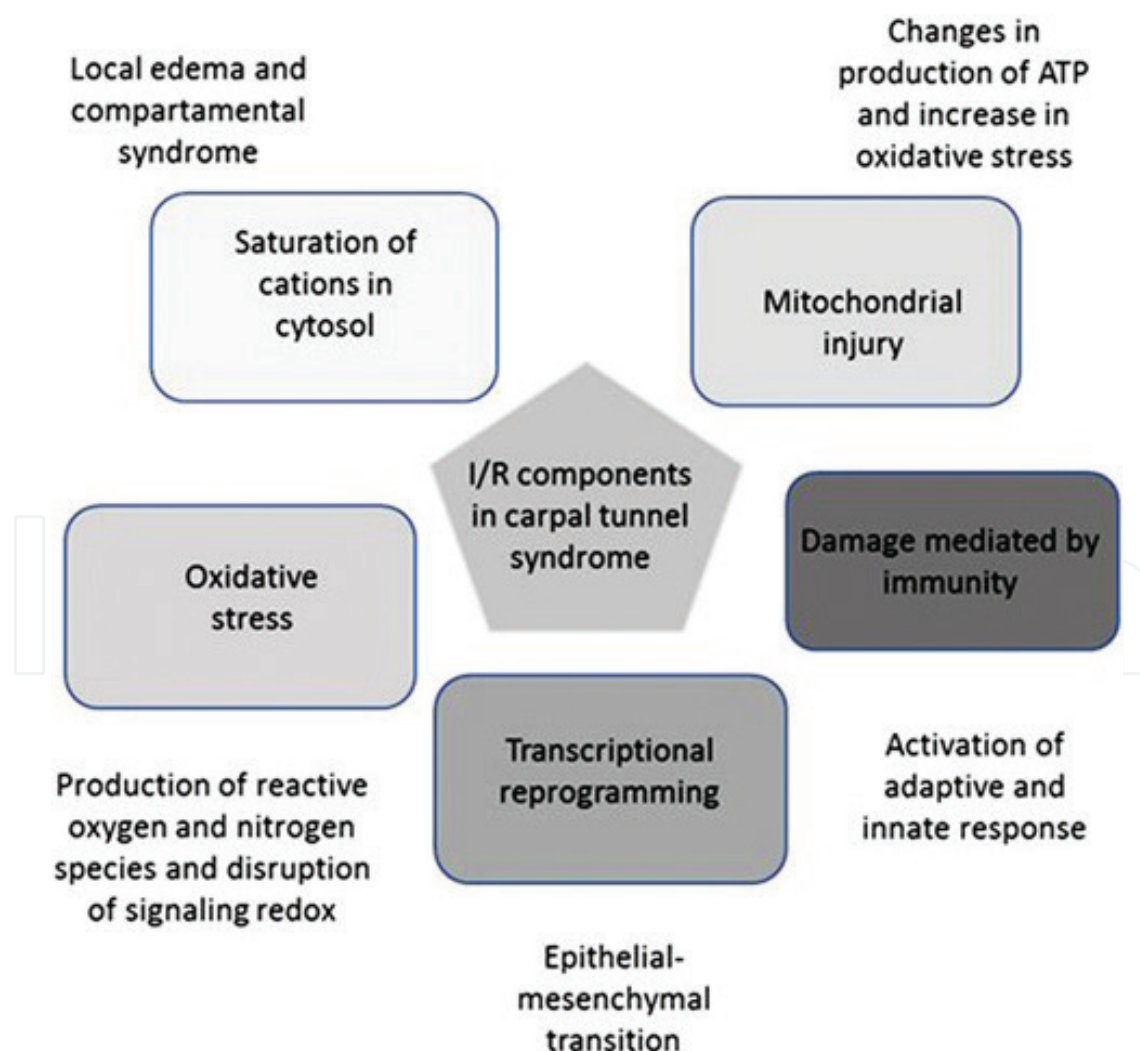 Local edema and
compartamental
syndrome
Changes in
production of ATP
and increase in
oxidative stress
Saturation of
cations in
cytosol
Mitochondrial
injury
I/R components
in carpal tunnel
syndrome
Oxidative
stress
Damage mediated by
immunity
Transcriptional
reprogramming
Production of reactive
oxygen and nitrogen
species and disruption
of signaling redox
Activation of
adaptive and
innate response
Epithelial-
mesenchymal
transition